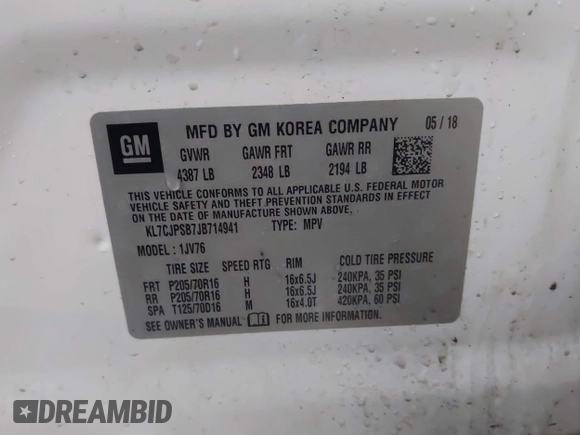 GM
MFD BY GM KOREA COMPANY 05 / 18
GVWR GAWR FRT GAWR RR
4387 LB 2348 LB 2194 LB
THIS VEHICLE CONFORMS TO ALL APPLICABLE U.S. FEDERAL MOTOR
VEHICLE SAFETY AND THEFT PREVENTION STANDARDS IN EFFECT
ON THE DATE OF MANUFACTURE SHOWN ABOVE.
KL7CJPSB7JB714941 TYPE: MPV
MODEL : 1JV76
TIRE SIZE SPEED RTG RIM COLD TIRE PRESSURE
FRT P205/70R16 H 16x6.5J 240KPA, 35 PSI
RR P205/70R16 H 16x6.5J 240KPA, 35 PSI
SPA T125/70D16 M 16x4.0T 420KPA, 60 PSI
SEE OWNER'S MANUAL FOR MORE INFORMATION
DREAMBID